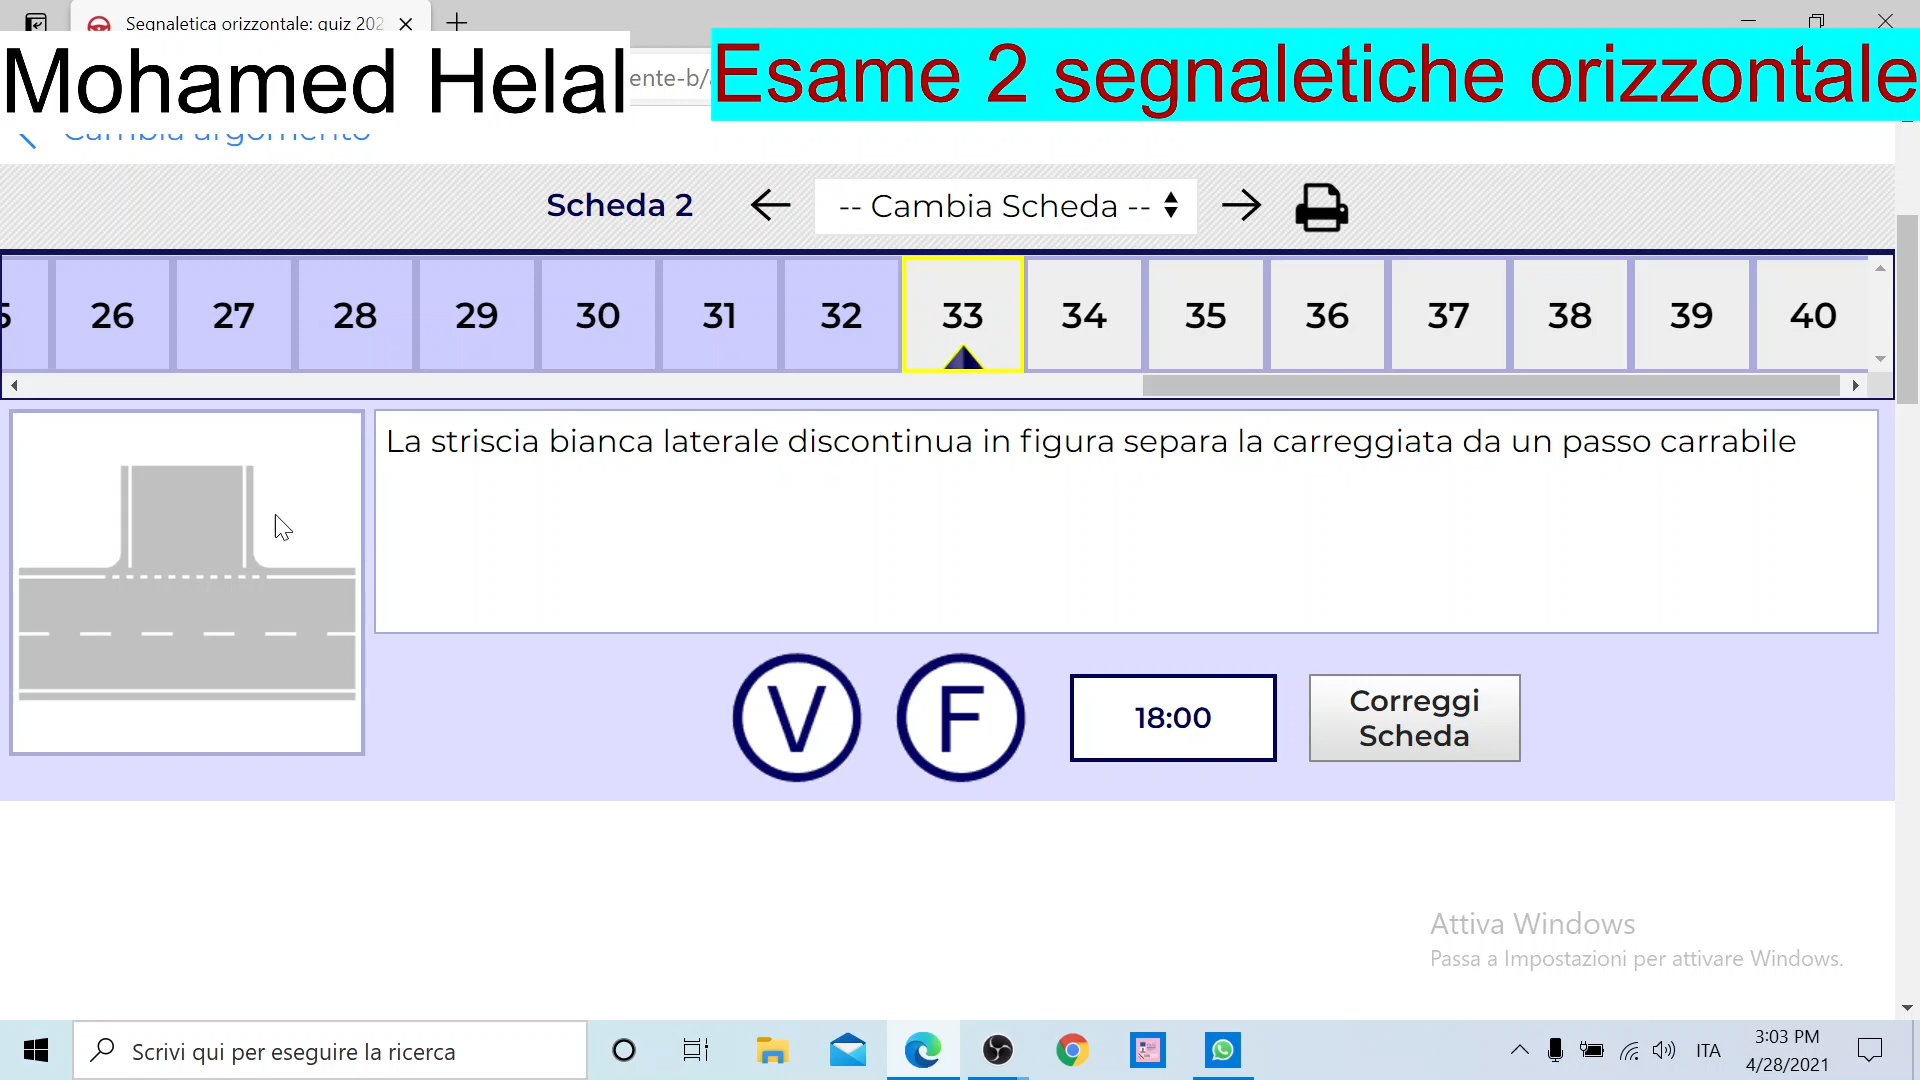 Segnaletica orizzontale: quiz 202
Mohamed Helal
ente-b/
Esame 2 segnaletiche orizzontale
Cambia argomento
Scheda 2
-- Cambia Scheda --
5 26 27 28 29 30 31 32 33 34 35 36 37 38 39 40
La striscia bianca laterale discontinua in figura separa la carreggiata da un passo carrabile
V F 18:00 Correggi
Scheda
Attiva Windows
Passa a Impostazioni per attivare Windows.
Scrivi qui per eseguire la ricerca
ITA
3:03 PM
4/28/2021